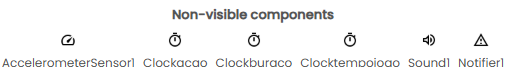 Non-visible components
AccelerometerSensor1 Clockacao Clockburaco Clocktempojogo Sound1 Notifier1